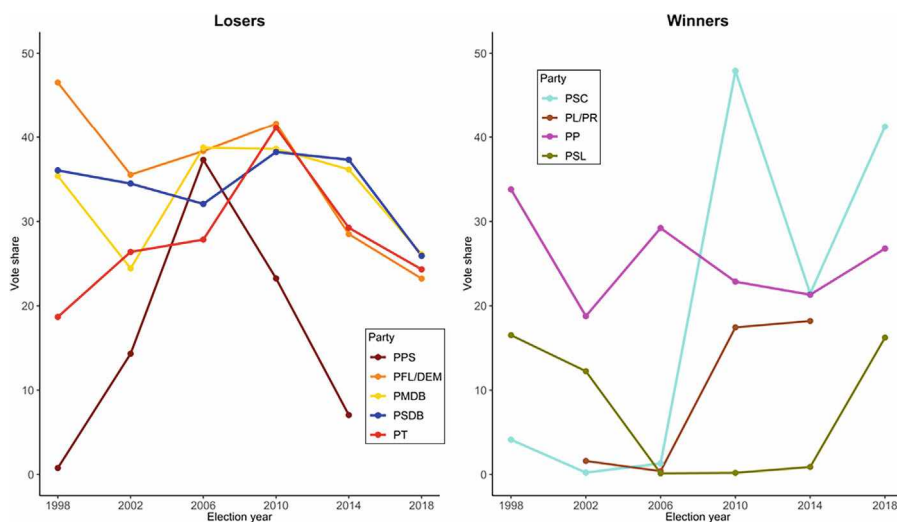 Losers
Vote share
50
40
30
20
10
0
1998
2002
2006
2010
2014
2018
Election year
Party
PPS
PFL/DEM
PMDB
PSDB
PT
Winners
Vote share
50
40
30
20
10
0
1998
2002
2006
2010
2014
2018
Election year
Party
PSC
PL/PR
PP
PSL